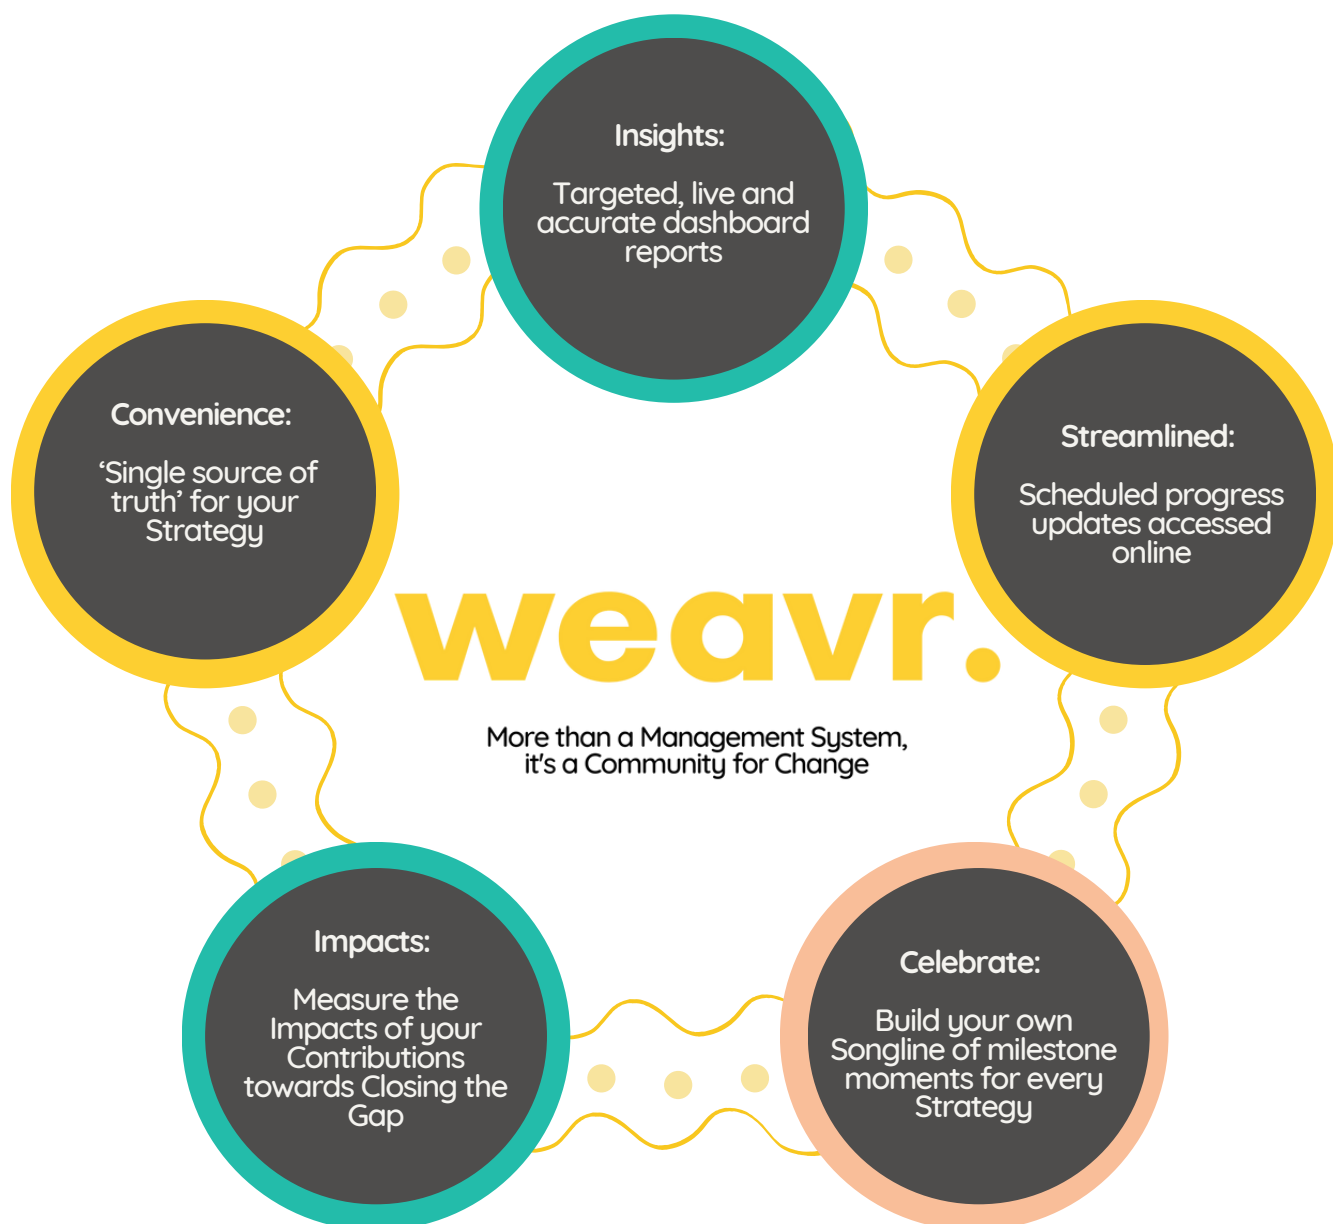 Insights:
Targeted, live and
accurate dashboard
reports
Convenience:
‘Single source of
truth’ for your
Strategy
Streamlined:
Scheduled progress
updates accessed
online
weavr.
More than a Management System,
it's a Community for Change
Impacts:
Measure the
Impacts of your
Contributions
towards Closing the
Gap
Celebrate:
Build your own
Songline of milestone
moments for every
Strategy